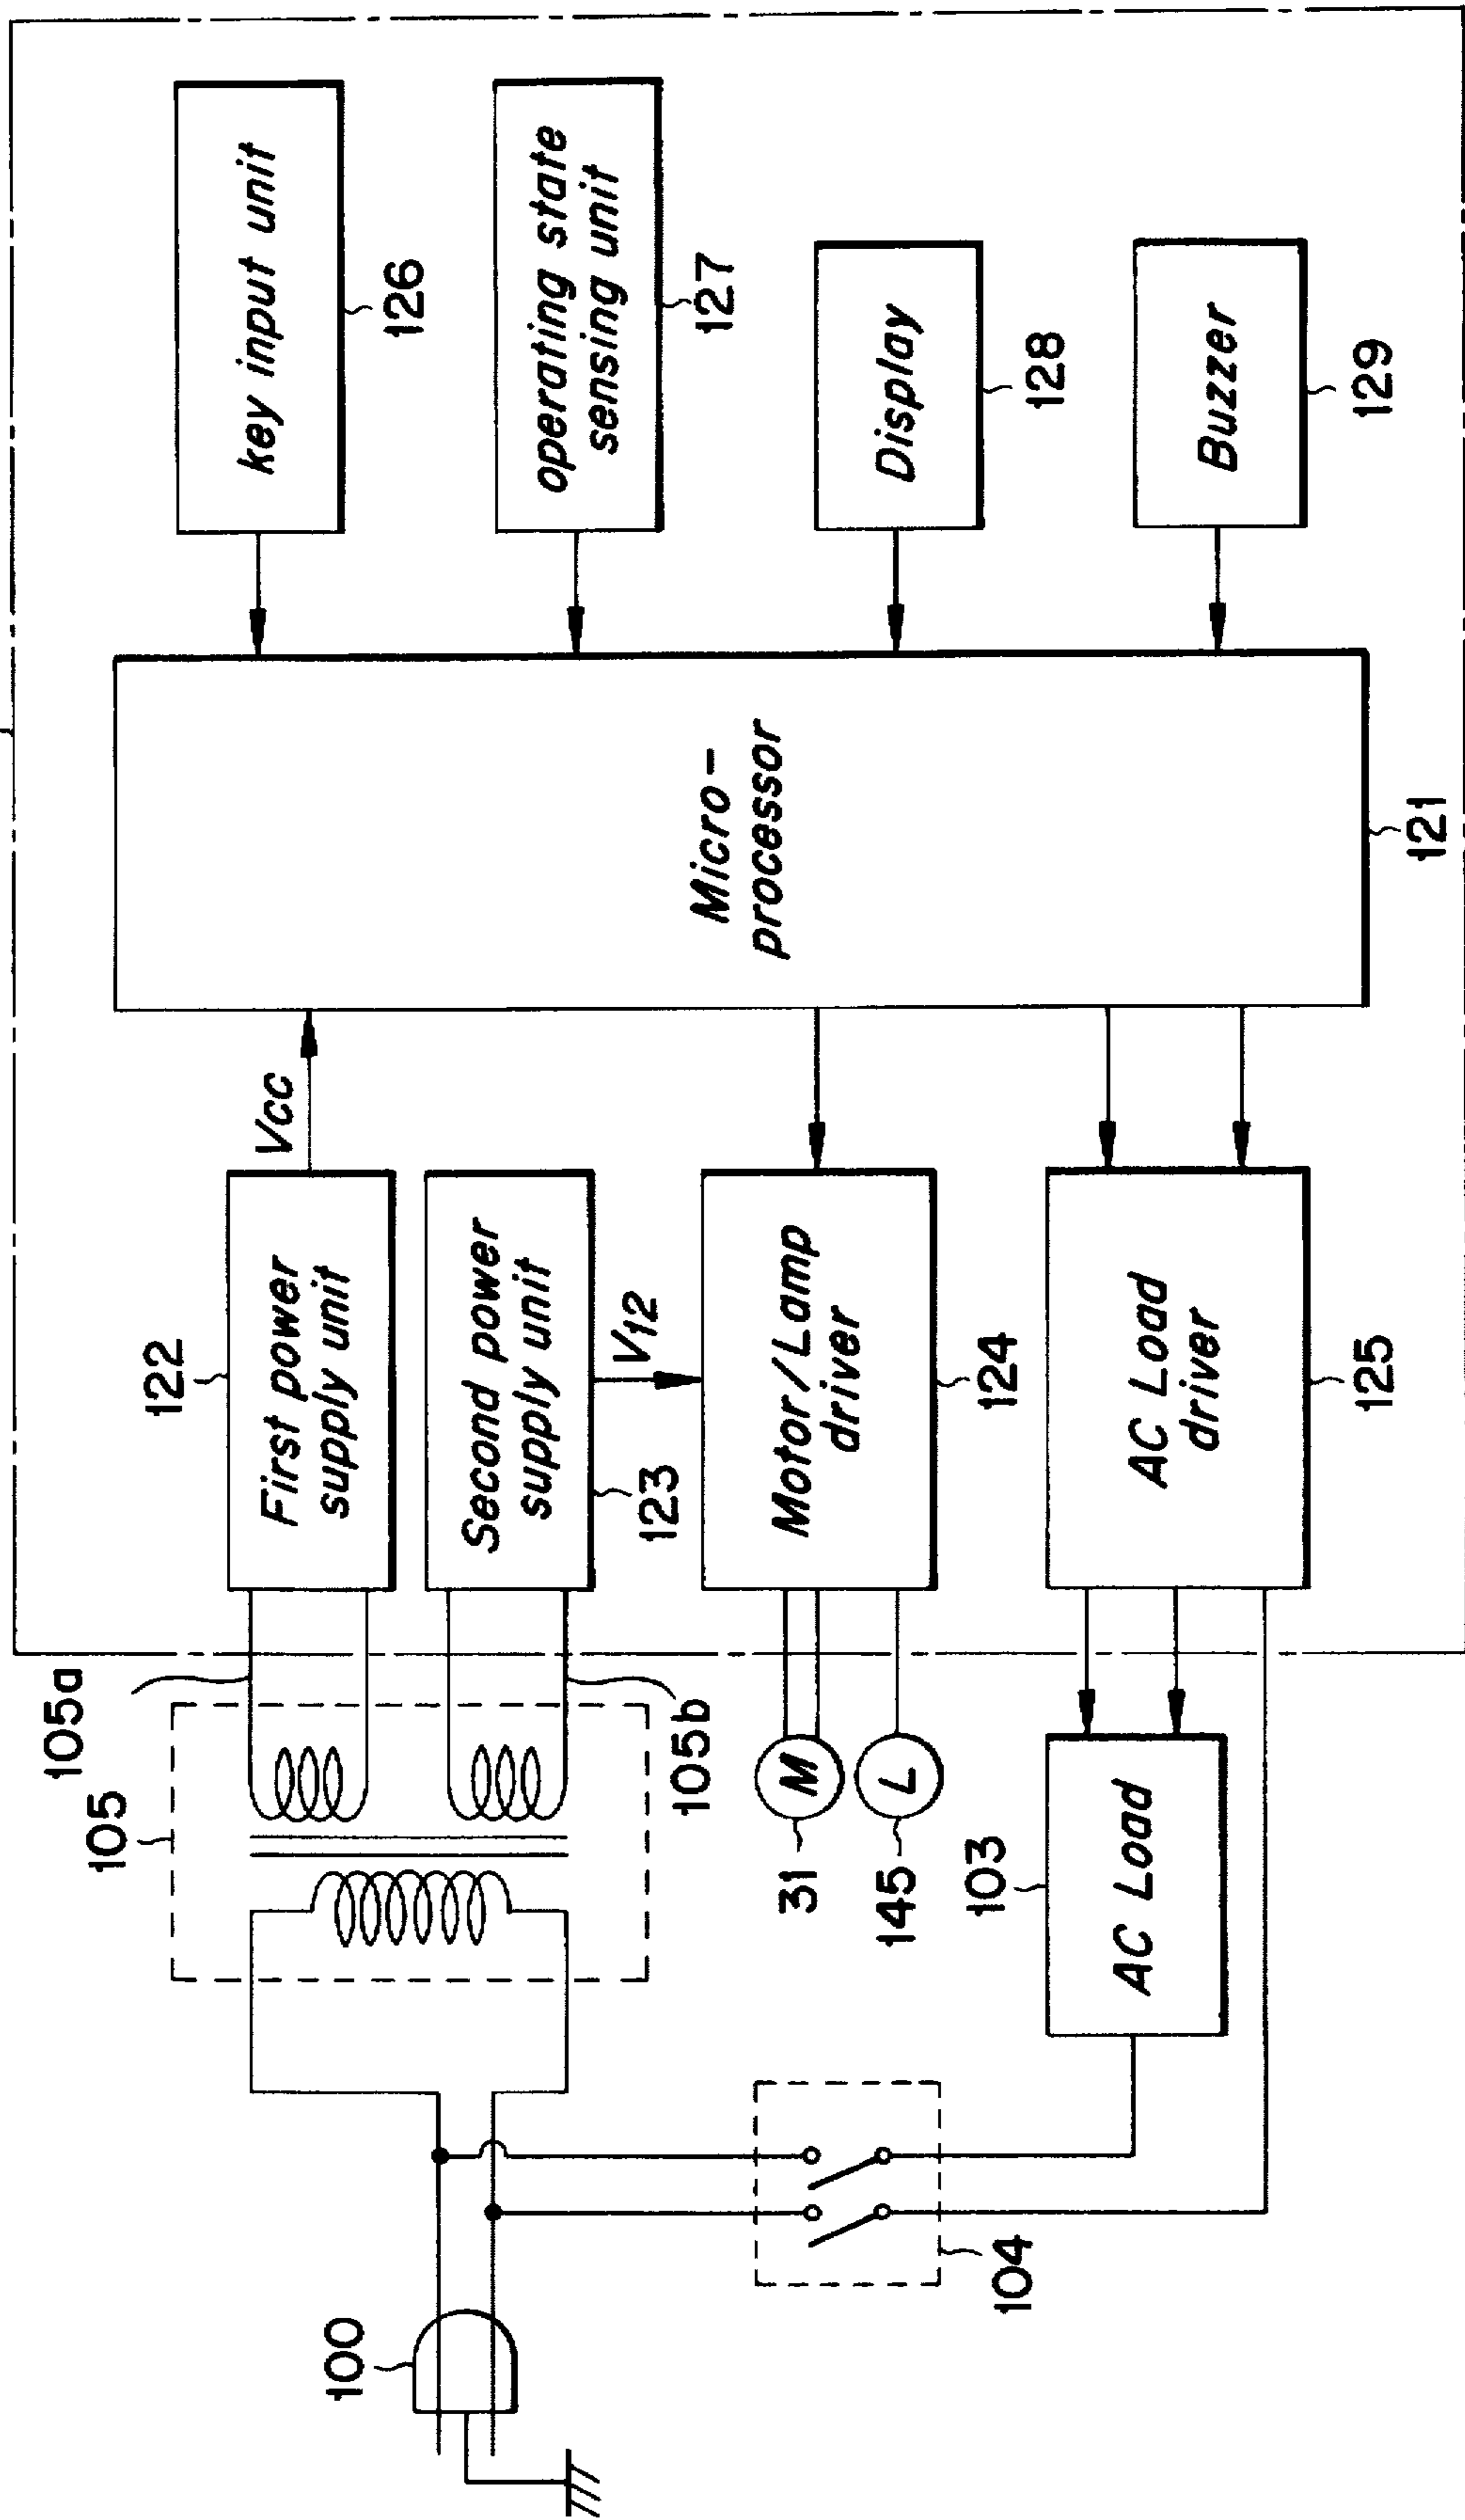 100
105
105a
105b
122
First power
supply unit
Vcc
Second power
supply unit
123
V12
Micro-
processor
121
key input unit
126
operating state
sensing unit
127
Display
128
Buzzer
129
M
31
L
145
Motor/Lamp
driver
124
104
103
AC Load
AC Load
driver
125